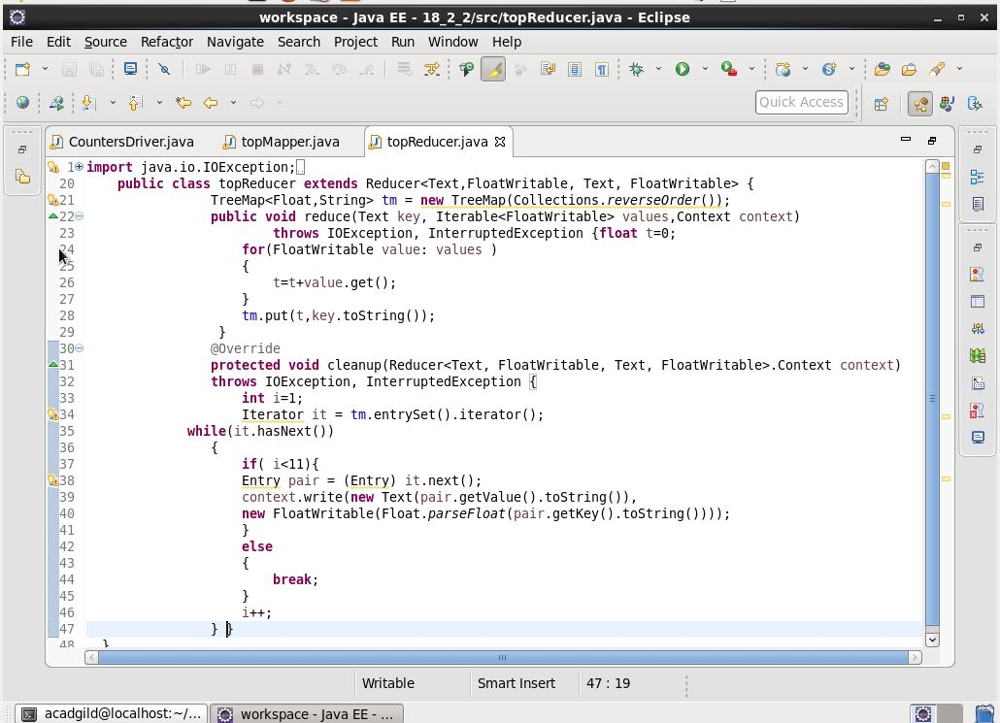 workspace - Java EE - 18_2_2/src/topReducer.java - Eclipse
File Edit Source Refactor Navigate Search Project Run Window Help
Quick Access
CountersDriver.java topMapper.java topReducer.java
1 import java.io.IOException;
20 public class topReducer extends Reducer<Text,FloatWritable, Text, FloatWritable> {
21 TreeMap<Float,String> tm = new TreeMap(Collections.reverseOrder());
22 public void reduce(Text key, Iterable<FloatWritable> values,Context context)
23 throws IOException, InterruptedException {float t=0;
24 for(FloatWritable value: values )
25 {
26 t=t+value.get();
27 }
28 tm.put(t,key.toString());
29 }
30 @Override
31 protected void cleanup(Reducer<Text, FloatWritable, Text, FloatWritable>.Context context)
32 throws IOException, InterruptedException {
33 int i=1;
34 Iterator it = tm.entrySet().iterator();
35 while(it.hasNext())
36 {
37 if( i<11){
38 Entry pair = (Entry) it.next();
39 context.write(new Text(pair.getValue().toString()),
40 new FloatWritable(Float.parseFloat(pair.getKey().toString())));
41 }
42 else
43 {
44 break;
45 }
46 i++;
47 } }
48 }
Writable Smart Insert 47 : 19
acadgild@localhost:~/... workspace - Java EE - ...